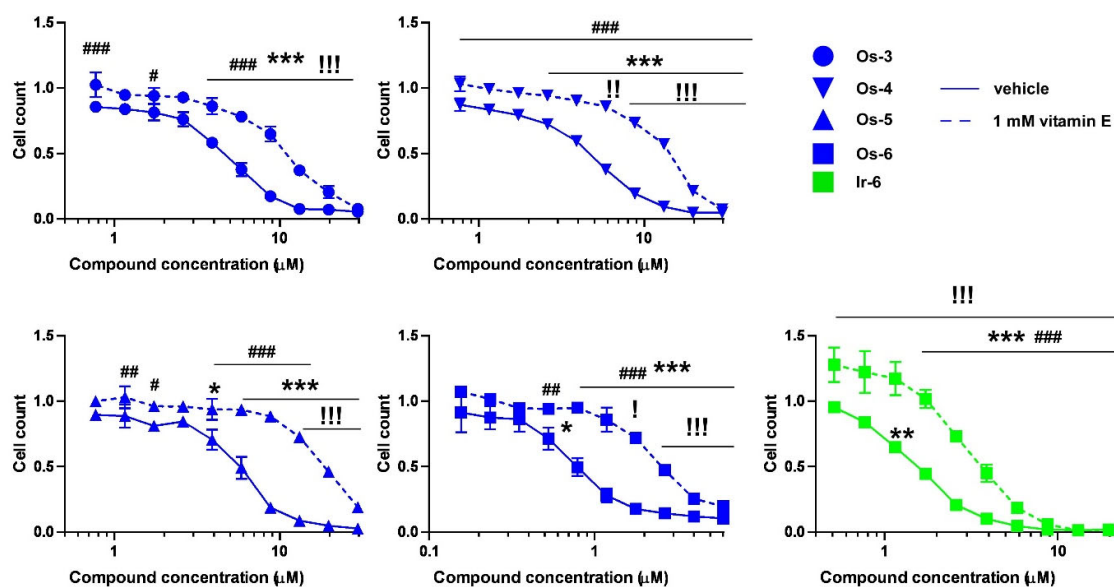 1.5
###
#
### *** !!!
1.0
0.5
0.0
Cell count
1
10
Compound concentration (μM)
1.5
###
***
!!
!!!
1.0
0.5
0.0
Cell count
1
10
Compound concentration (μM)
Os-3
Os-4
Os-5
Os-6
Ir-6
vehicle
1 mM vitamin E
1.5
###
##
#
*
***
!!!
1.0
0.5
0.0
Cell count
1
10
Compound concentration (μM)
1.5
### ***
##
*
!
!!!
1.0
0.5
0.0
Cell count
0.1
1
Compound concentration (μM)
!!!
1.5
*** ###
1.0
**
0.5
0.0
Cell count
1
10
Compound concentration (μM)